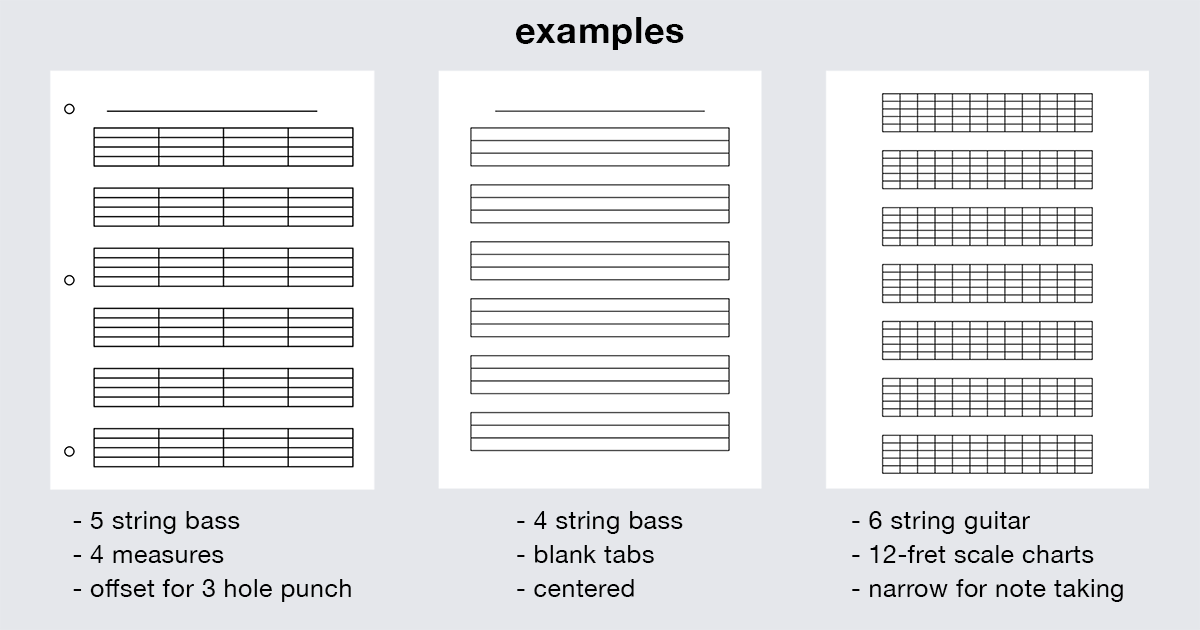 examples
- 5 string bass
- 4 measures
- offset for 3 hole punch
- 4 string bass
- blank tabs
- centered
- 6 string guitar
- 12-fret scale charts
- narrow for note taking